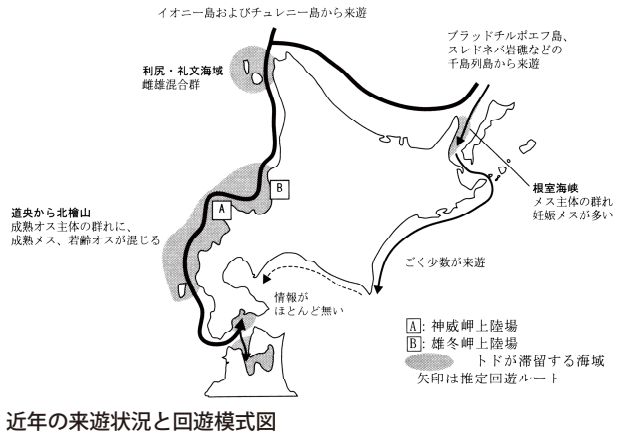 イオニー島およびチュレニー島から来遊
ブラッドチルポエフ島、
スレドネバ岩礁などの
千島列島から来遊
利尻・礼文海域
雌雄混合群
根室海峡
メス主体の群れ
妊娠メスが多い
道央から北檜山
成熟オス主体の群れに、
成熟メス、若齢オスが混じる
A
B
ごく少数が来遊
情報が
ほとんど無い
A: 神威岬上陸場
B: 雄冬岬上陸場
トドが滞留する海域
矢印は推定回遊ルート
近年の来遊状況と回遊模式図